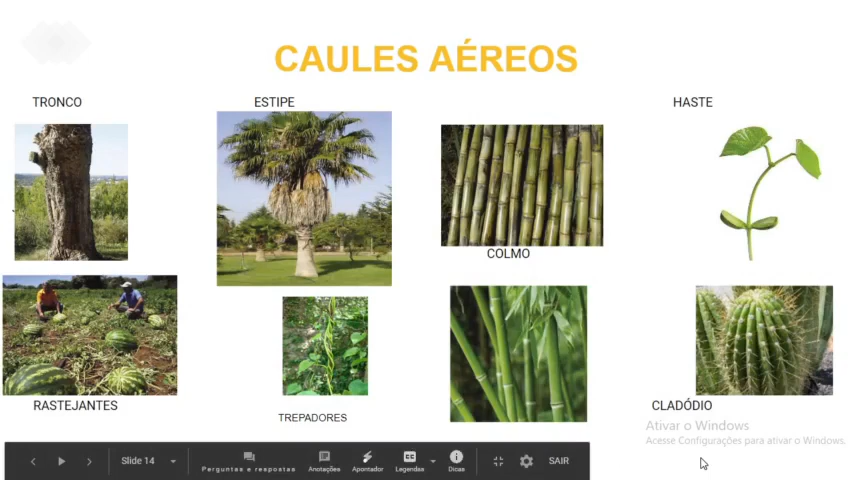 CAULES AÉREOS
TRONCO
ESTIPE
HASTE
COLMO
RASTEJANTES
TREPADORES
CLADÓDIO
Ativar o Windows
Acesse Configurações para ativar o Windows.
Slide 14
Perguntas e respostas
Anotações
Apontador
Legendas
Dicas
SAIR